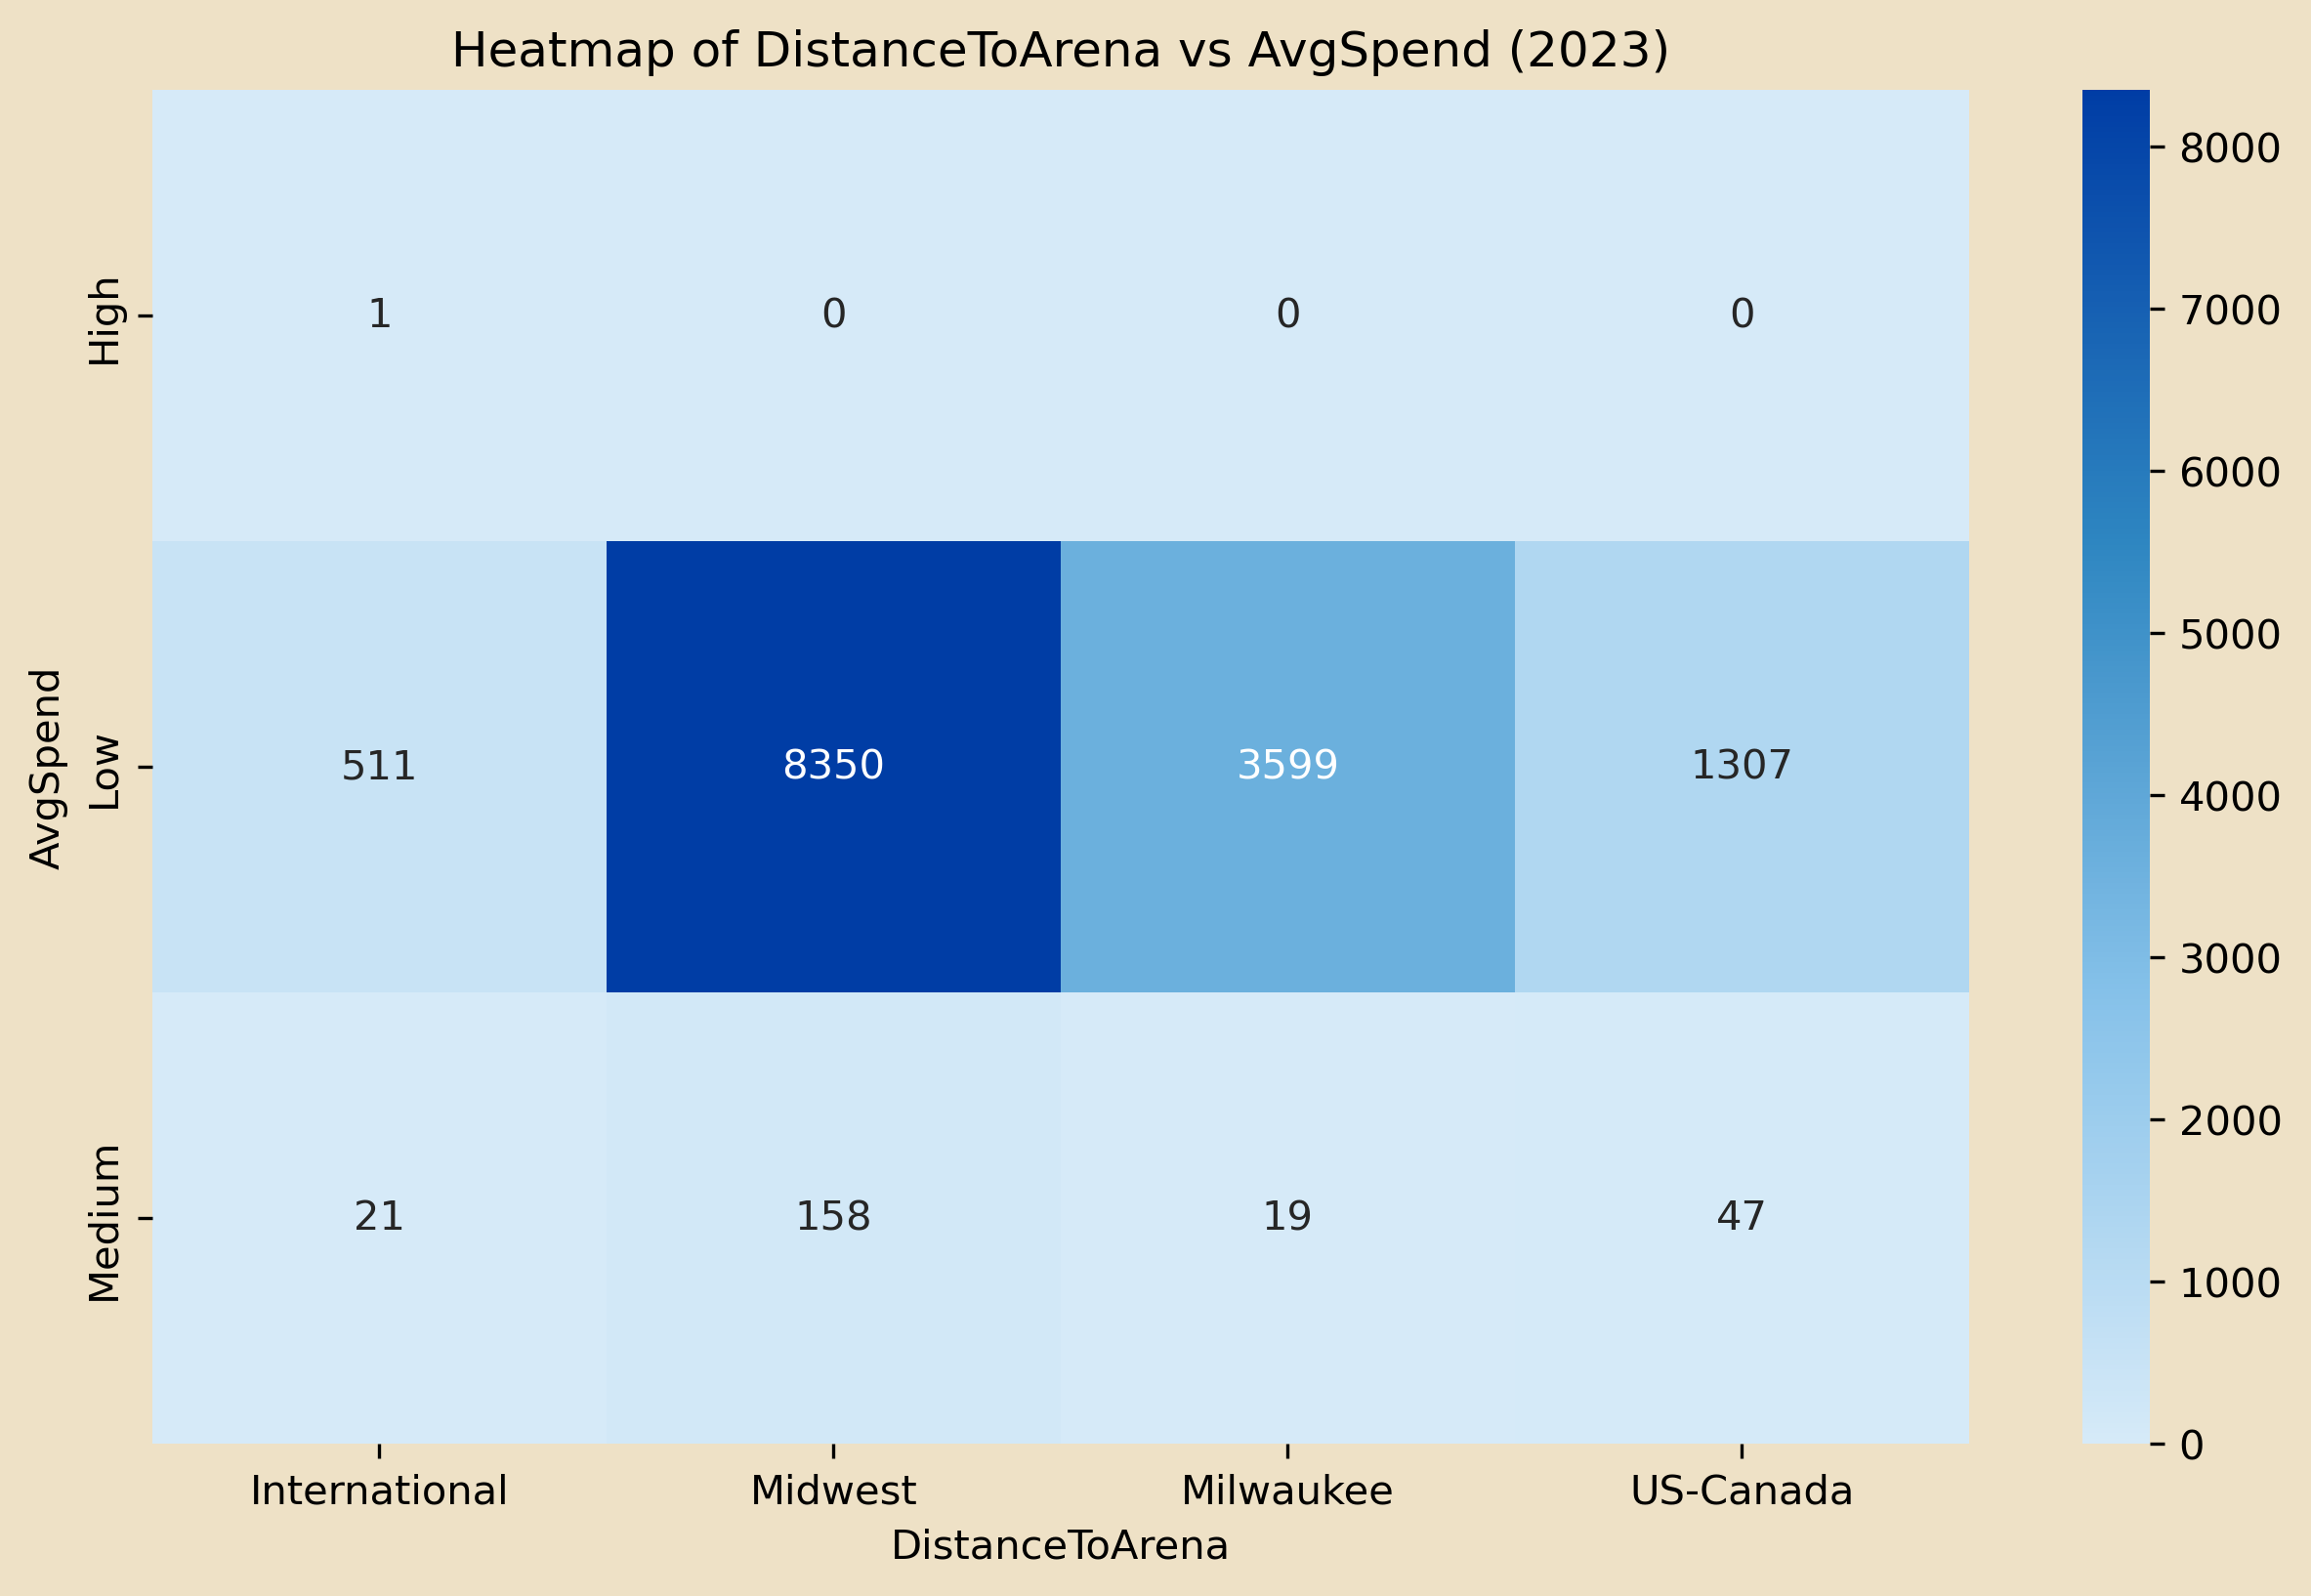 Heatmap of DistanceToArena vs AvgSpend (2023)
AvgSpend
High
1
0
0
0
Low
511
8350
3599
1307
Medium
21
158
19
47
International
Midwest
Milwaukee
US-Canada
DistanceToArena
8000
7000
6000
5000
4000
3000
2000
1000
0